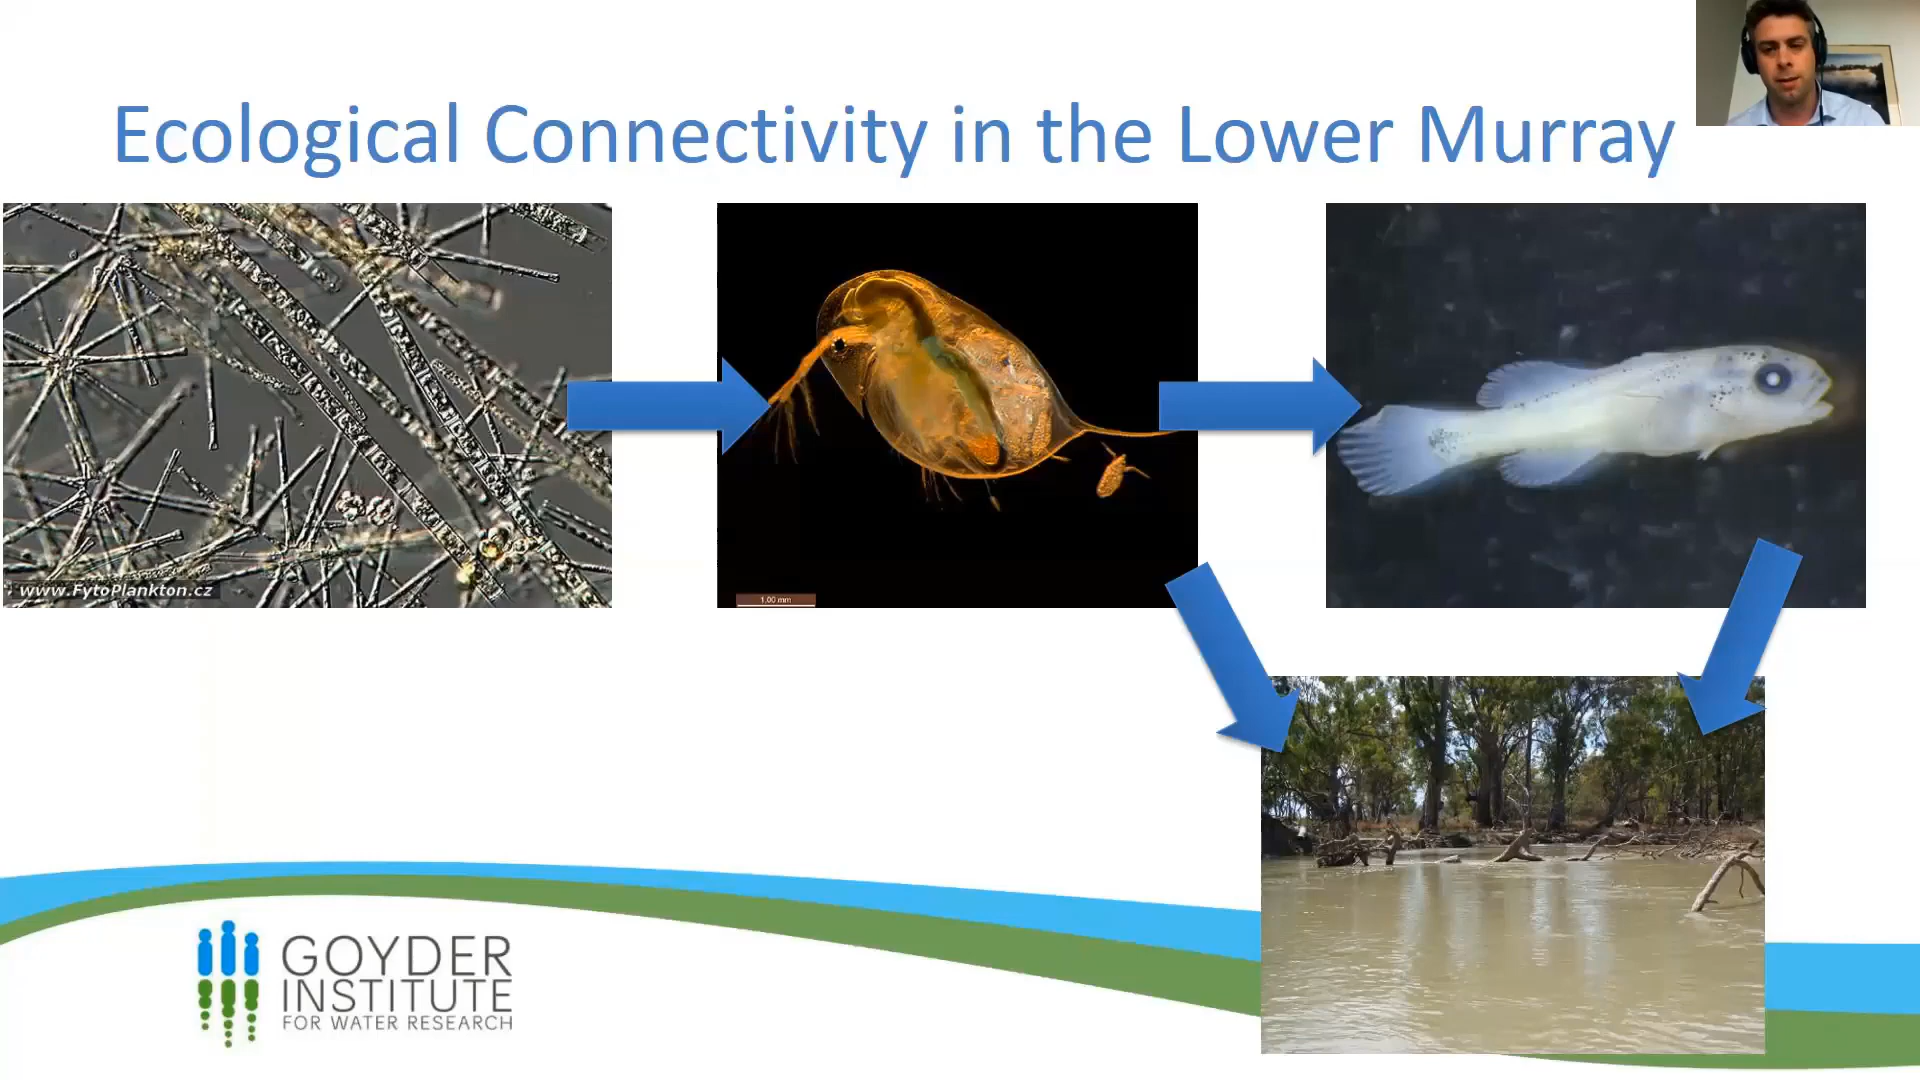 Ecological Connectivity in the Lower Murray
www.FytoPlankton.cz
1.00 mm
GOYDER
INSTITUTE
FOR WATER RESEARCH